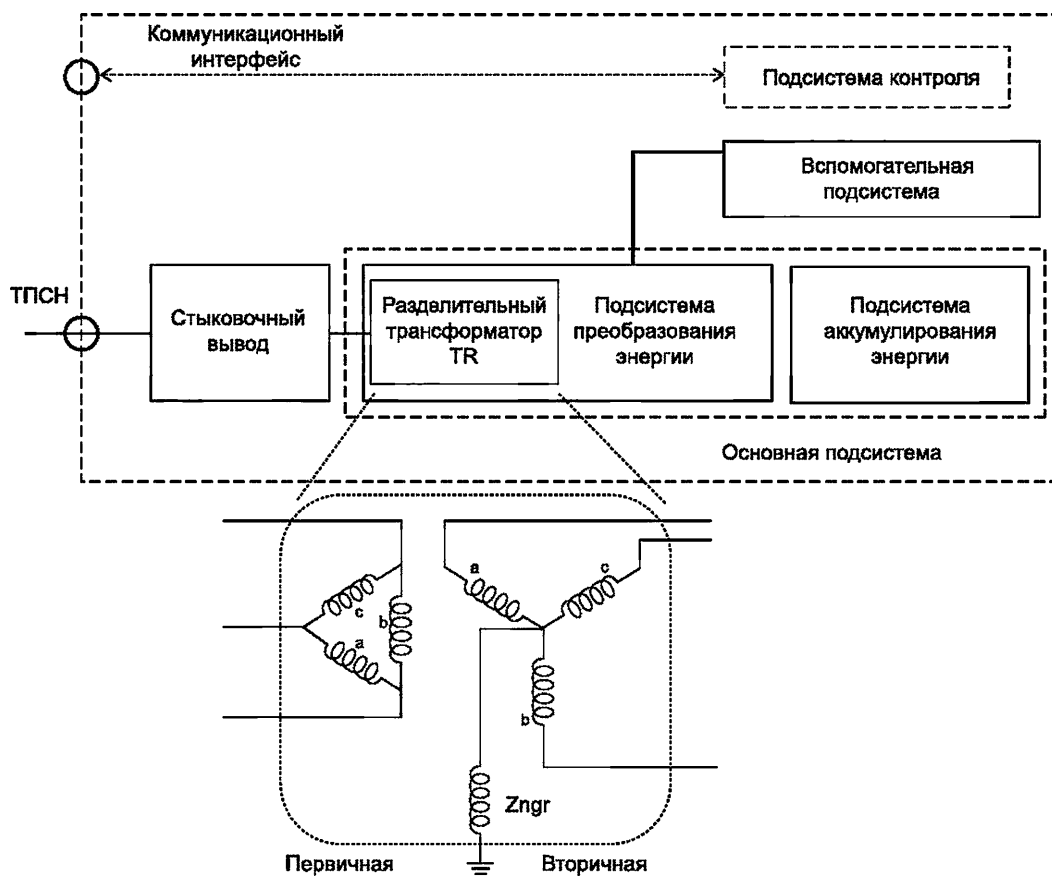 Коммуникационный
интерфейс
Подсистема контроля
Вспомогательная
подсистема
ТПСН
Стыковочный
вывод
Разделительный
трансформатор
TR
Подсистема
преобразования
энергии
Подсистема
аккумулирования
энергии
Основная подсистема
c
b
a
a
c
b
Zngr
Первичная
Вторичная